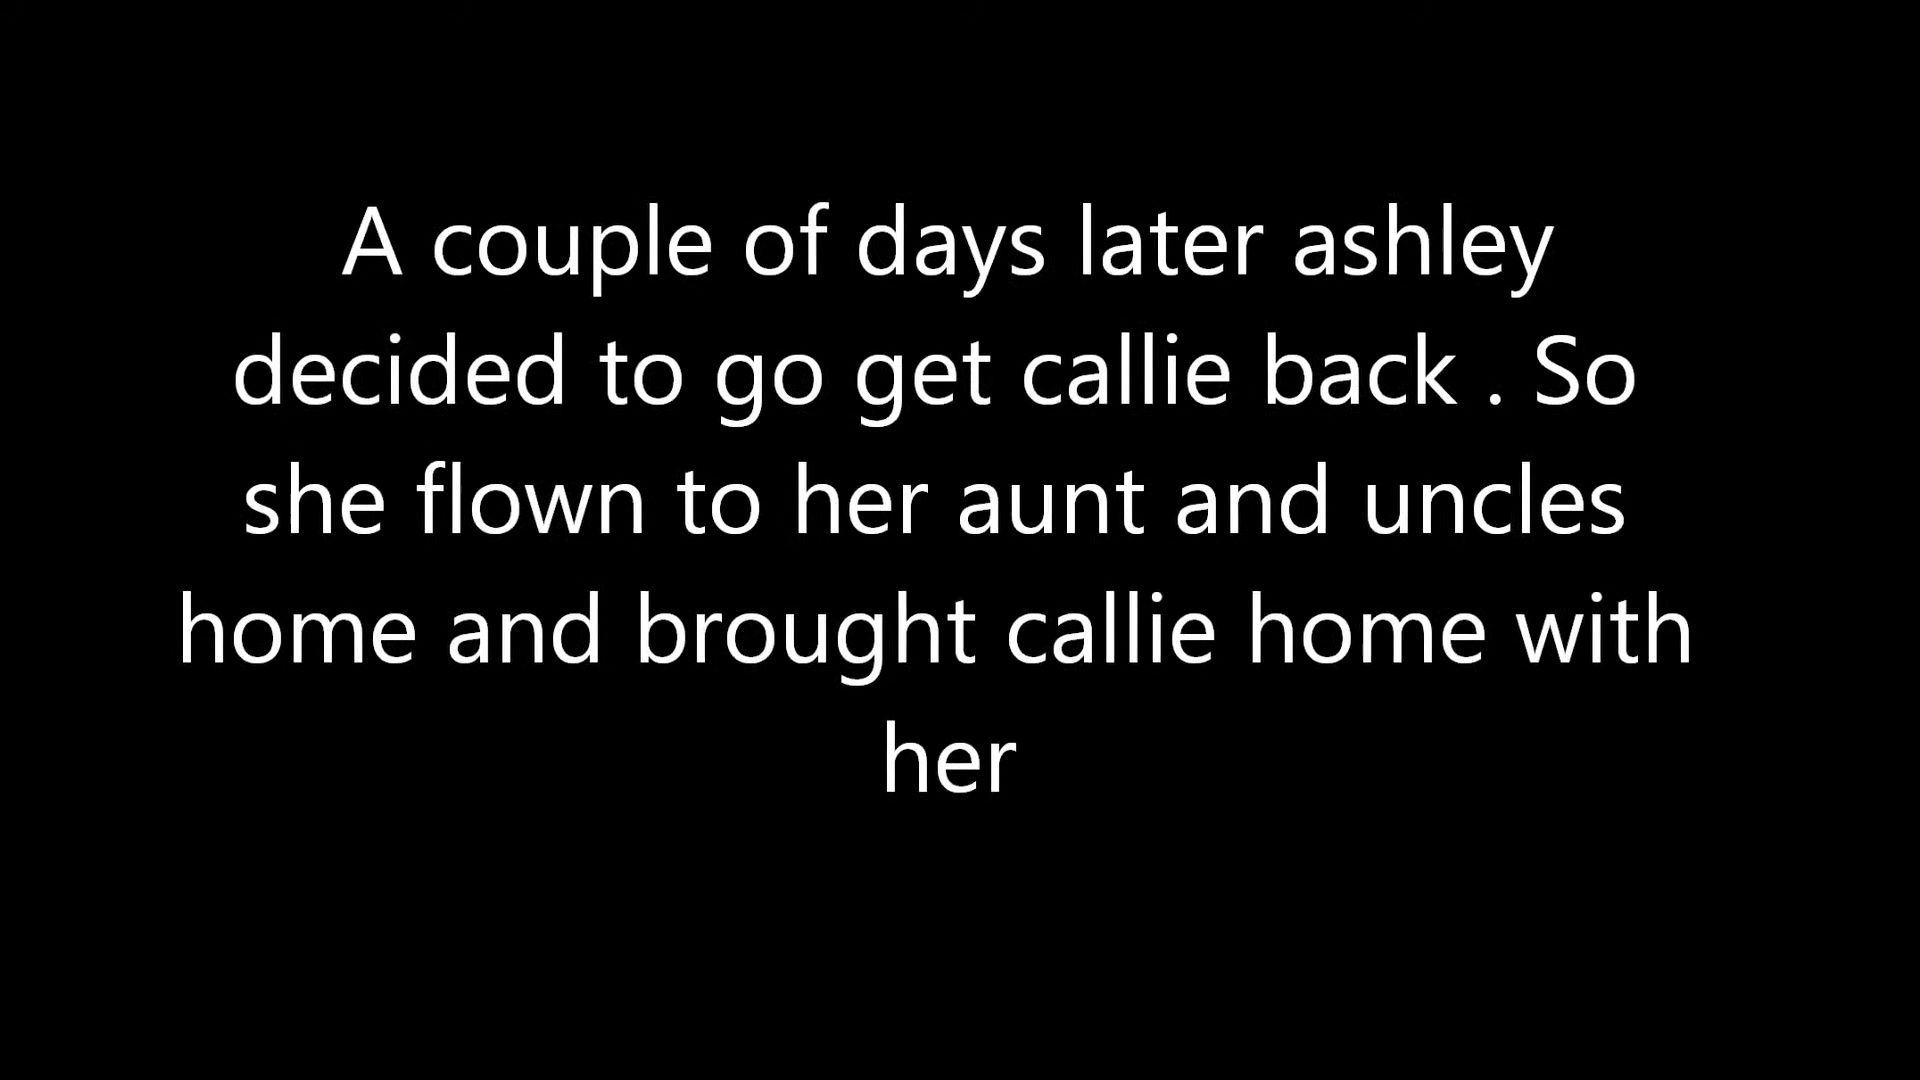 A couple of days later ashley
decided to go get callie back . So
she flown to her aunt and uncles
home and brought callie home with
her